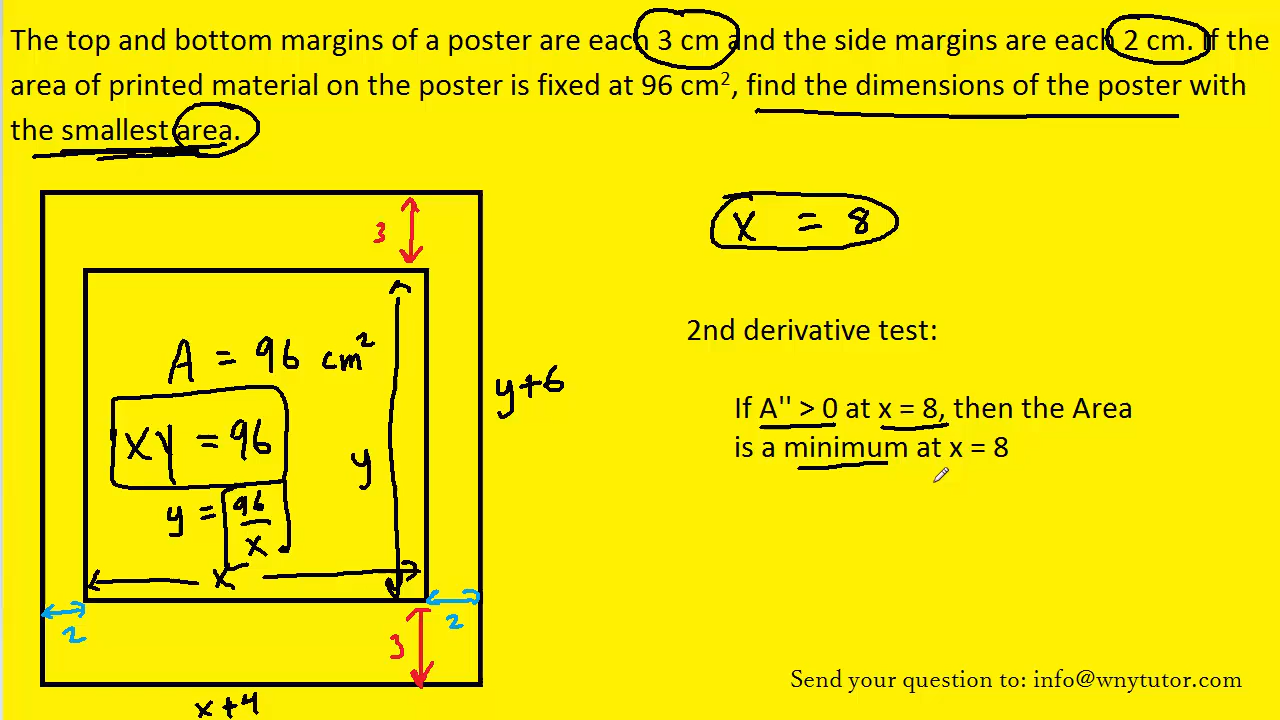 The top and bottom margins of a poster are each 3 cm and the side margins are each 2 cm. If the
area of printed material on the poster is fixed at 96 cm², find the dimensions of the poster with
the smallest area.
x = 8
3
2nd derivative test:
A = 96 cm²
y+6
If A'' > 0 at x = 8, then the Area
is a minimum at x = 8
xy = 96
y
y = 96/x
x
2
2
3
Send your question to: info@wnytutor.com
x+4